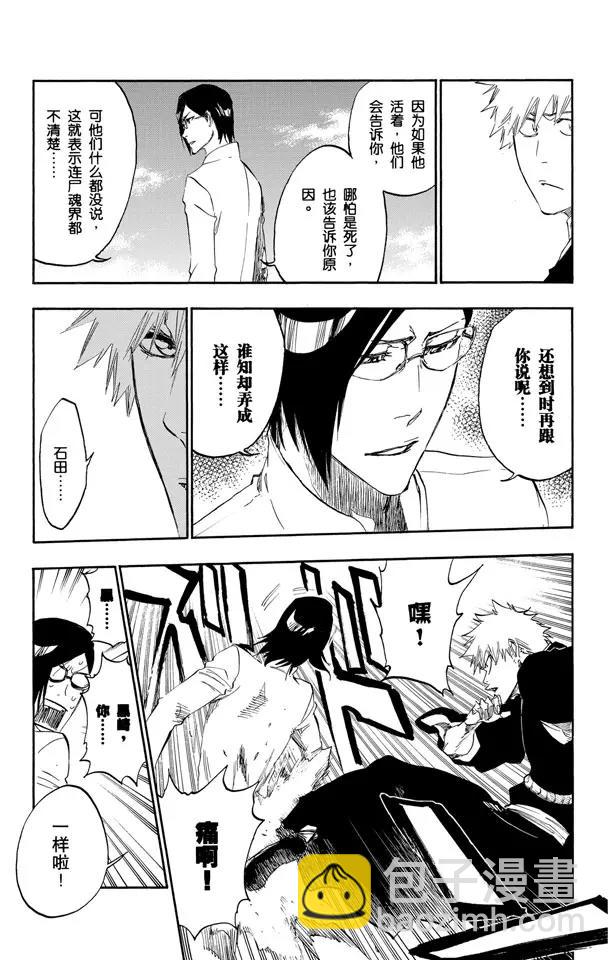 因为如果他
活着，他们
会告诉你，
哪怕是死了，
也该告诉你原
因。
可他们什么都没说，
这就表示连尸魂界都
不清楚……
还想到时再跟
你说呢……
谁知却弄成
这样……
石田……
嘿！
痛啊！
黑……
黑崎，
你……
一样啦！
包子漫畫
baozimh.com